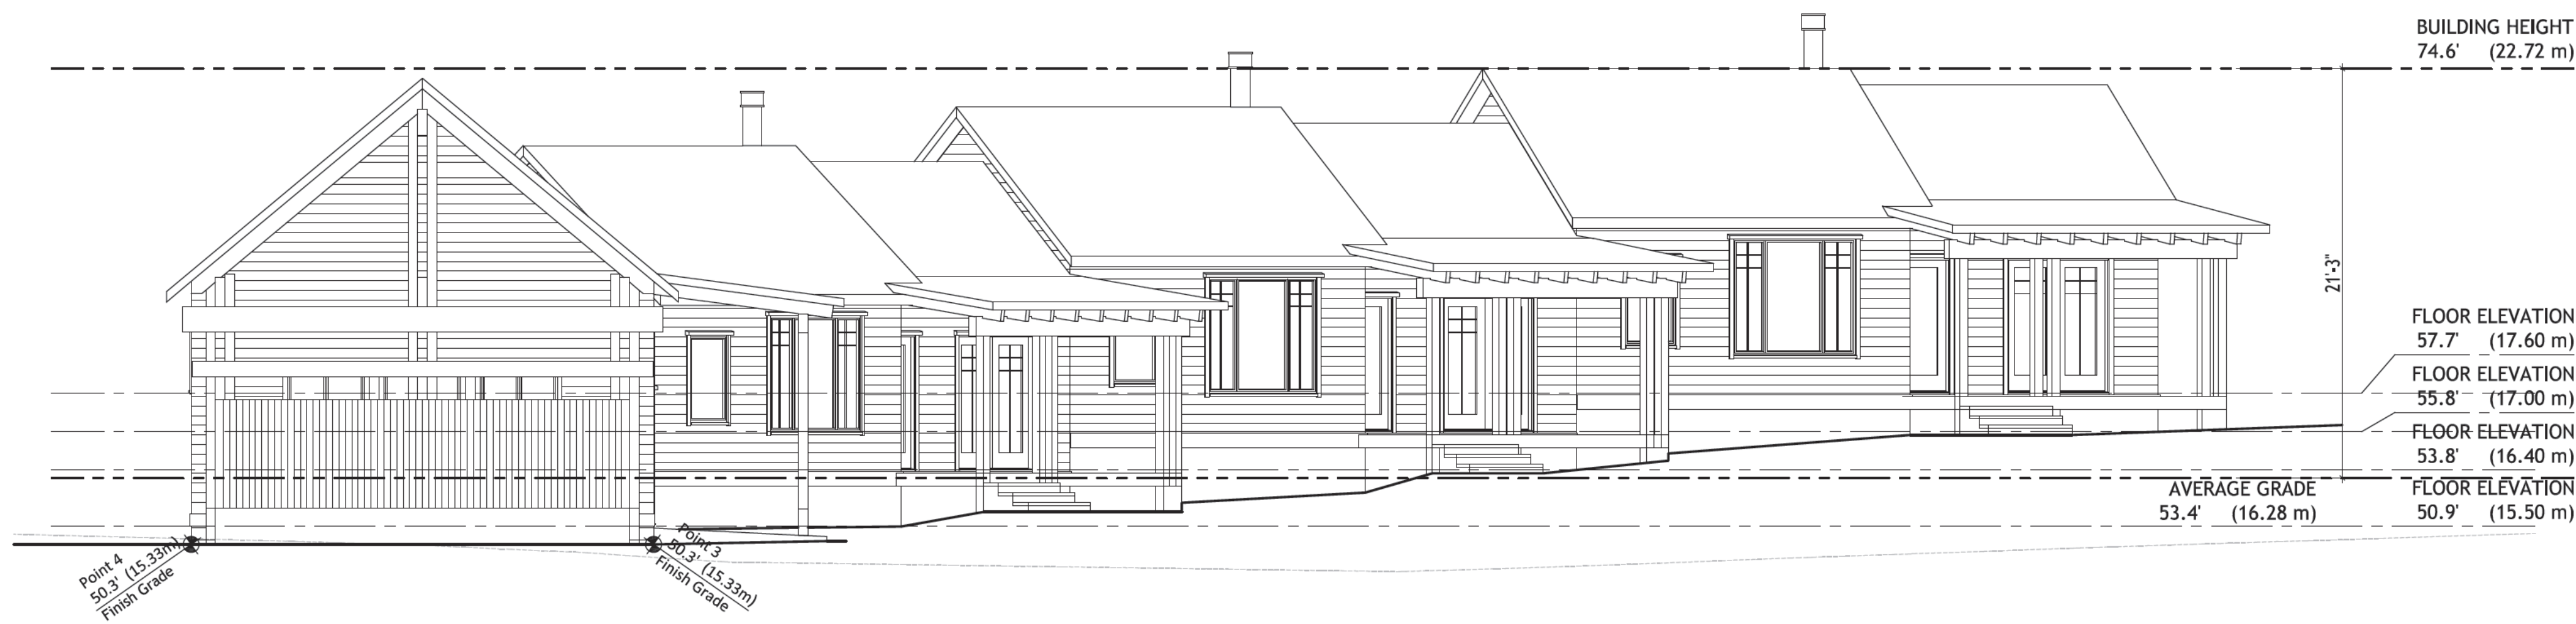 BUILDING HEIGHT
74.6' (22.72 m)
21'-3"
FLOOR ELEVATION
57.7' (17.60 m)
FLOOR ELEVATION
55.8' (17.00 m)
FLOOR ELEVATION
53.8' (16.40 m)
AVERAGE GRADE
53.4' (16.28 m)
FLOOR ELEVATION
50.9' (15.50 m)
Point 4
50.3' (15.33m)
Finish Grade
Point 3
50.3' (15.33m)
Finish Grade